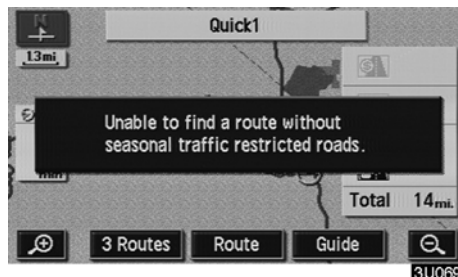 Quick1
N
1.3mi
Unable to find a route without
seasonal traffic restricted roads.
min
Total 14mi.
3 Routes Route Guide
3U069